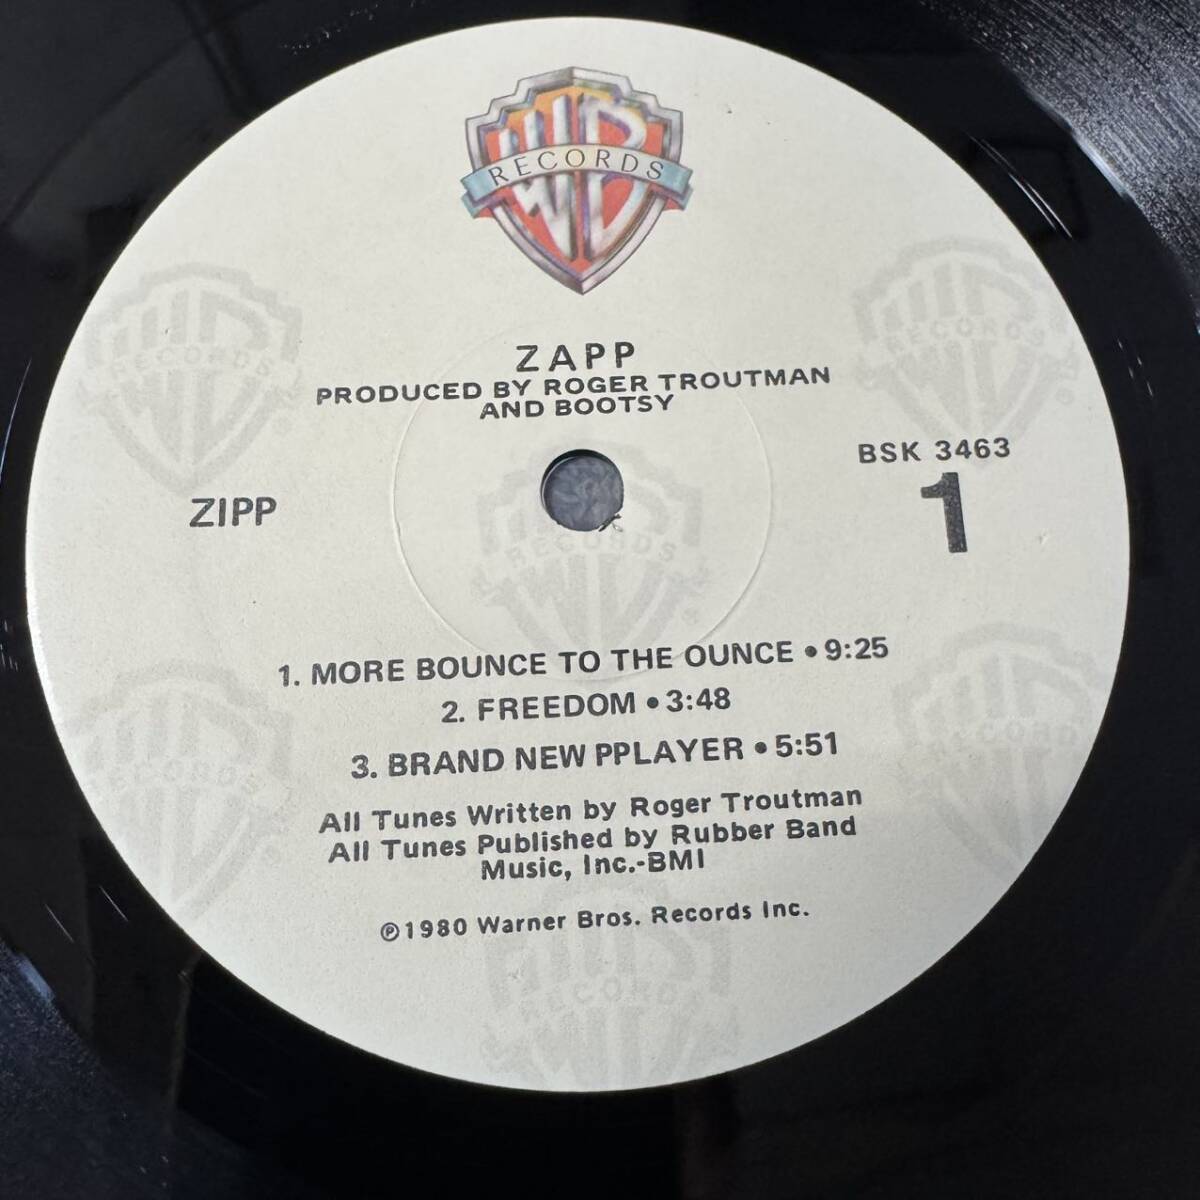 WB
RECORDS
ZAPP
PRODUCED BY ROGER TROUTMAN
AND BOOTSY
BSK 3463
1
ZIPP
1. MORE BOUNCE TO THE OUNCE • 9:25
2. FREEDOM • 3:48
3. BRAND NEW PPLAYER • 5:51
All Tunes Written by Roger Troutman
All Tunes Published by Rubber Band
Music, Inc.-BMI
℗1980 Warner Bros. Records Inc.